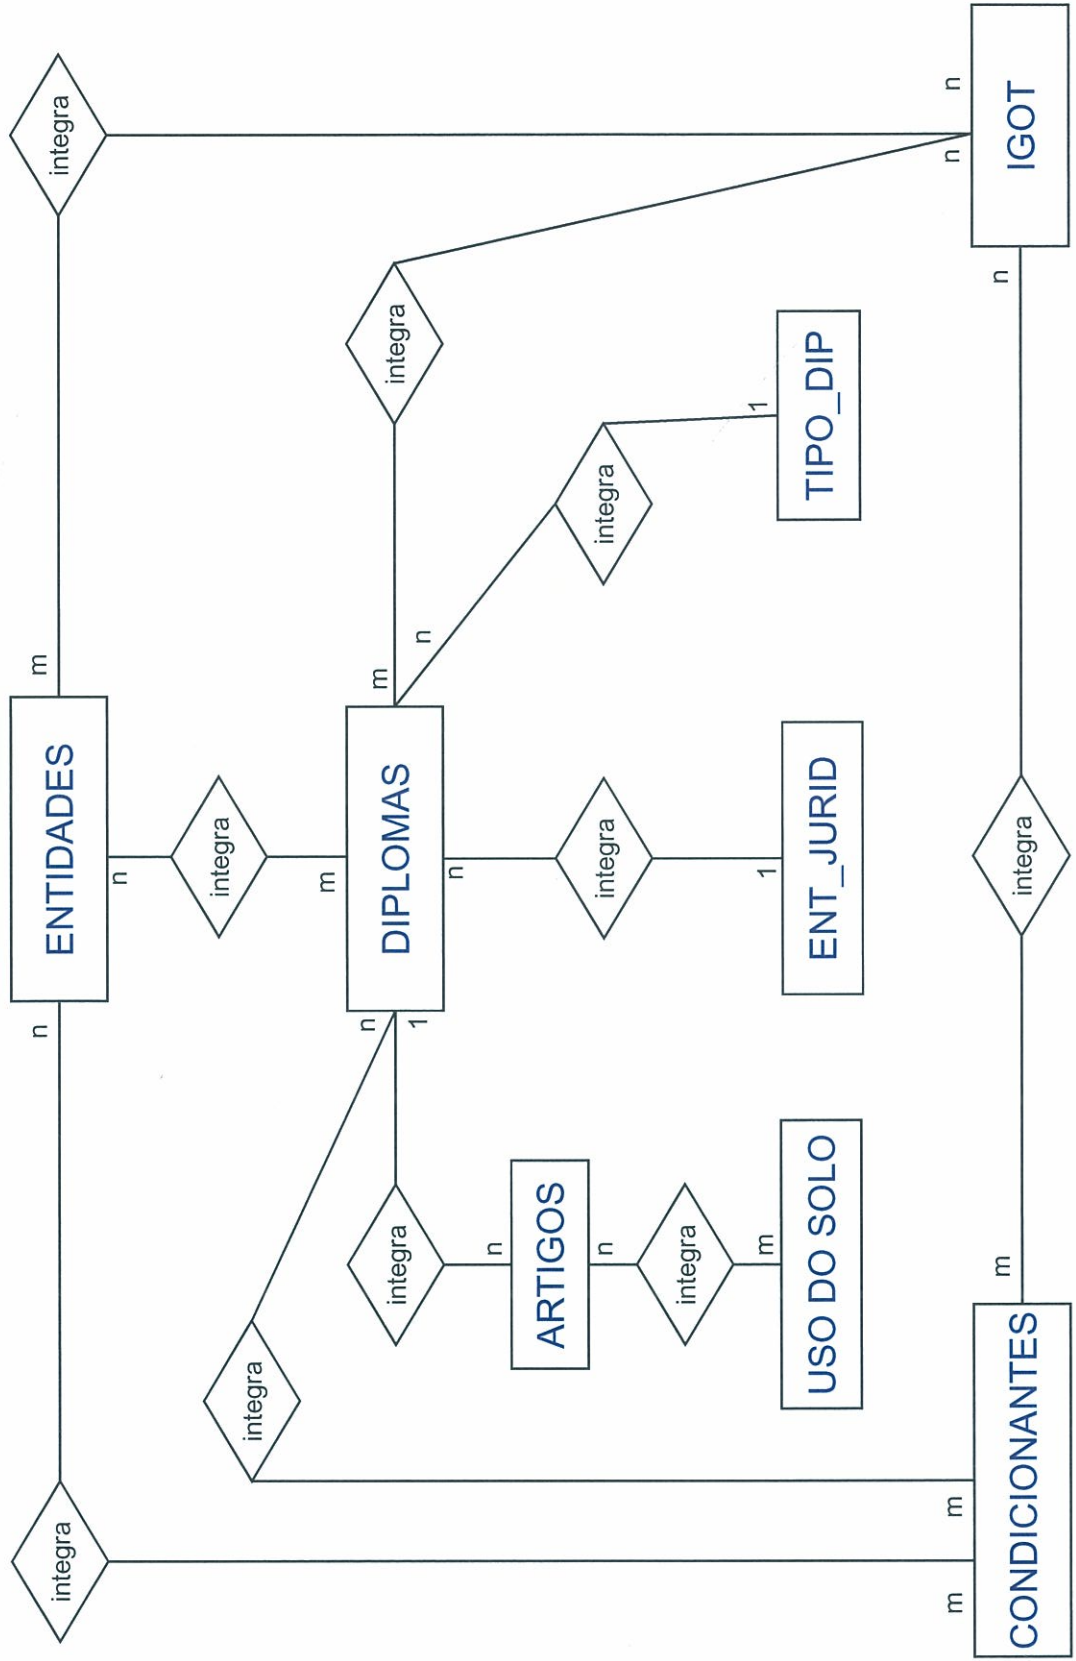 integra
n
ENTIDADES
m
integra
n
integra
integra
m
n
m
integra
DIPLOMAS
integra
1
n
n
n
ARTIGOS
n
integra
integra
integra
m
1
1
USO DO SOLO
ENT_JURID
TIPO_DIP
m
m
n
n
m
n
CONDICIONANTES
integra
IGOT